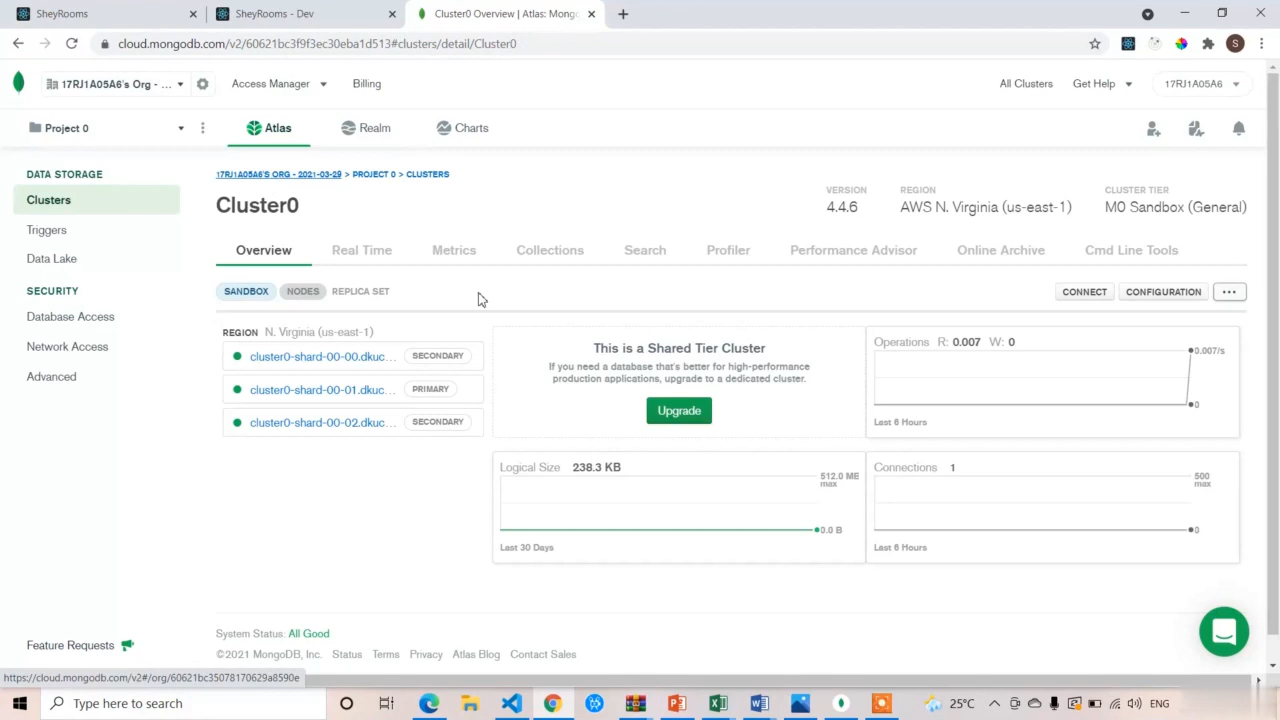 SheyRooms
SheyRooms - Dev
Cluster0 Overview | Atlas: Mong
cloud.mongodb.com/v2/60621bc3f9f3ec30eba1d513#clusters/detail/Cluster0
S
17RJ1A05A6's Org - ...
Access Manager
Billing
All Clusters
Get Help
17RJ1A05A6
Project 0
Atlas
Realm
Charts
DATA STORAGE
Clusters
Triggers
Data Lake
SECURITY
Database Access
Network Access
Advanced
Feature Requests
17RJ1A05A6'S ORG - 2021-03-29 > PROJECT 0 > CLUSTERS
Cluster0
VERSION
4.4.6
REGION
AWS N. Virginia (us-east-1)
CLUSTER TIER
M0 Sandbox (General)
Overview
Real Time
Metrics
Collections
Search
Profiler
Performance Advisor
Online Archive
Cmd Line Tools
SANDBOX
NODES
REPLICA SET
CONNECT
CONFIGURATION
...
REGION N. Virginia (us-east-1)
cluster0-shard-00-00.dkuc... SECONDARY
cluster0-shard-00-01.dkuc... PRIMARY
cluster0-shard-00-02.dkuc... SECONDARY
This is a Shared Tier Cluster
If you need a database that's better for high-performance
production applications, upgrade to a dedicated cluster.
Upgrade
Operations R: 0.007 W: 0
0.007/s
0
Last 6 Hours
Logical Size 238.3 KB
512.0 MB
max
0.0 B
Last 30 Days
Connections 1
500
max
0
Last 6 Hours
System Status: All Good
©2021 MongoDB, Inc. Status Terms Privacy Atlas Blog Contact Sales
https://cloud.mongodb.com/v2#/org/60621bc35078170629a8590e
Type here to search
25°C
ENG